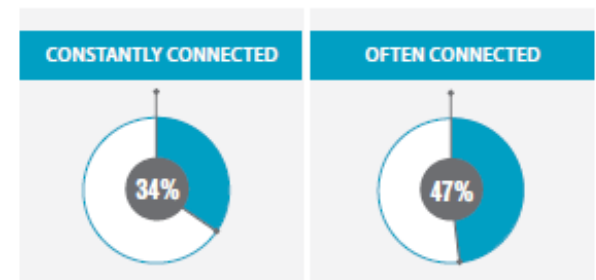 CONSTANTLY CONNECTED
34%
OFTEN CONNECTED
47%